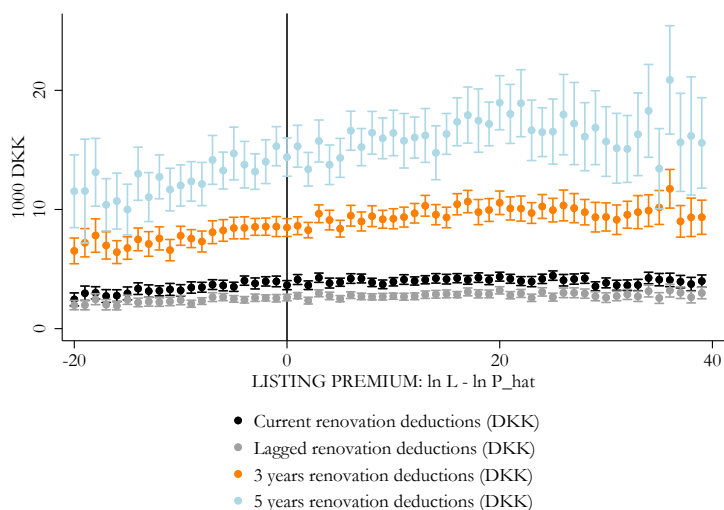 20
10
0
1000 DKK
-20
0
20
40
LISTING PREMIUM: ln L - ln P_hat
Current renovation deductions (DKK)
Lagged renovation deductions (DKK)
3 years renovation deductions (DKK)
5 years renovation deductions (DKK)